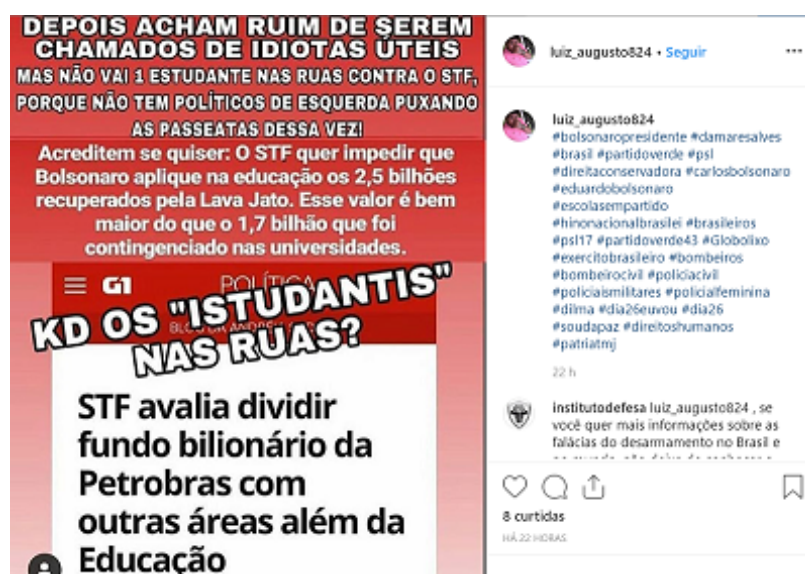 DEPOIS ACHAM RUIM DE SEREM
CHAMADOS DE IDIOTAS ÚTEIS
MAS NÃO VAI 1 ESTUDANTE NAS RUAS CONTRA O STF,
PORQUE NÃO TEM POLÍTICOS DE ESQUERDA PUXANDO
AS PASSEATAS DESSA VEZ!
Acreditem se quiser: O STF quer impedir que
Bolsonaro aplique na educação os 2,5 bilhões
recuperados pela Lava Jato. Esse valor é bem
maior do que o 1,7 bilhão que foi
contingenciado nas universidades.
G1 POLÍTICA
KD OS "ISTUDANTIS"
NAS RUAS?
STF avalia dividir
fundo bilionário da
Petrobras com
outras áreas além da
Educação
luiz_augusto824 • Seguir
luiz_augusto824
#bolsonaropresidente #damaresalves
#brasil #partidoverde #psl
#direitaconservadora #carlosbolsonaro
#eduardobolsonaro
#escolasempartido
#hinonacionalbrasilei #brasileiros
#psl17 #partidoverde43 #Globolixo
#exercitobrasileiro #bombeiros
#bombeirocivil #policiacivil
#policiaismilitares #policialfeminina
#dilma #dia26euvou #dia26
#soudapaz #direitoshumanos
#patriatmj
22 h
institutodefesa luiz_augusto824 , se
você quer mais informações sobre as
falácias do desarmamento no Brasil e
8 curtidas
HÁ 22 HORAS